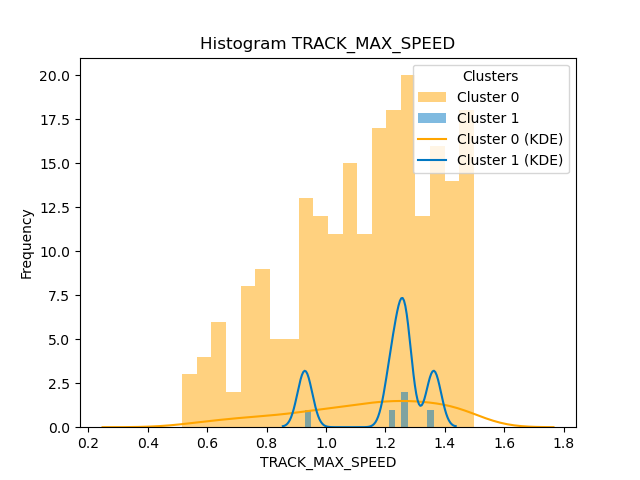 Histogram TRACK_MAX_SPEED
Clusters
Cluster 0
Cluster 1
Cluster 0 (KDE)
Cluster 1 (KDE)
Frequency
20.0
17.5
15.0
12.5
10.0
7.5
5.0
2.5
0.0
0.2 0.4 0.6 0.8 1.0 1.2 1.4 1.6 1.8
TRACK_MAX_SPEED